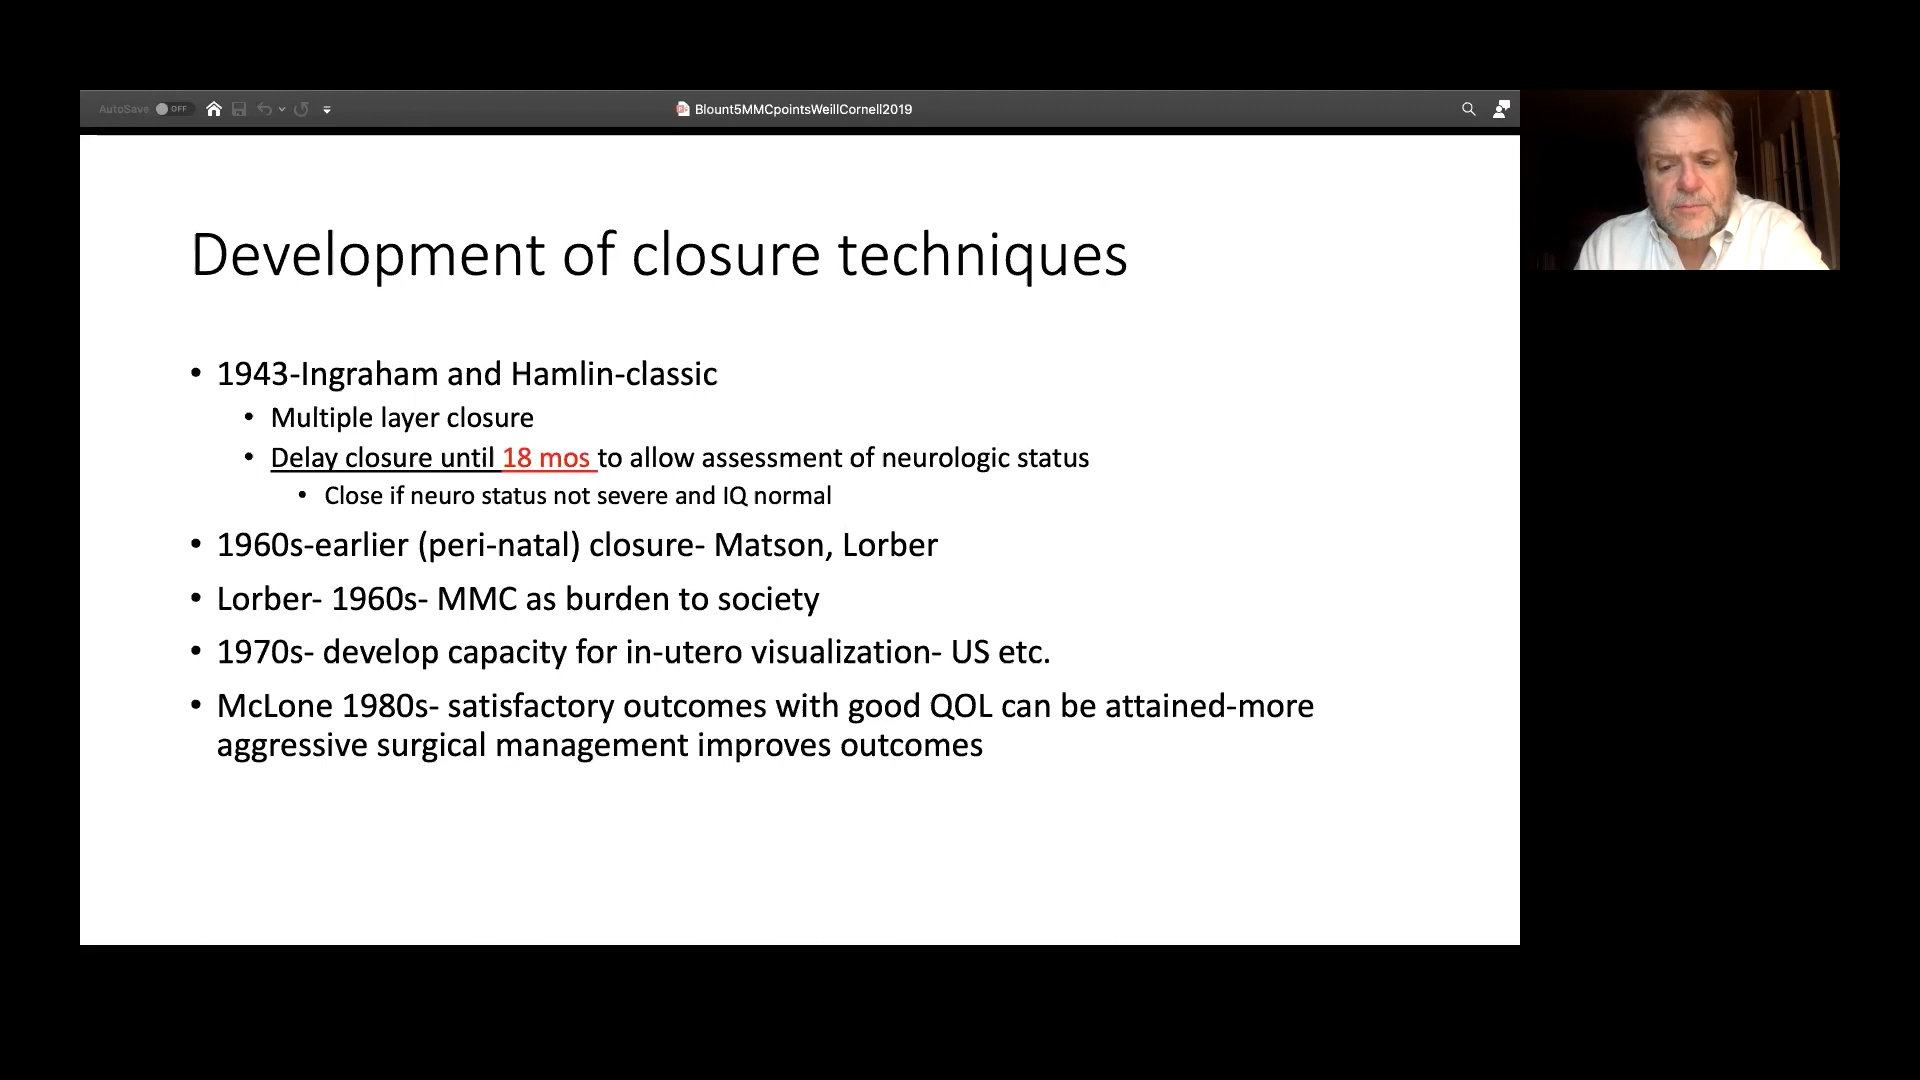 AutoSave OFF
Blount5MMCpointsWeillCornell2019
Development of closure techniques
• 1943-Ingraham and Hamlin-classic
• Multiple layer closure
• Delay closure until 18 mos to allow assessment of neurologic status
• Close if neuro status not severe and IQ normal
• 1960s-earlier (peri-natal) closure- Matson, Lorber
• Lorber- 1960s- MMC as burden to society
• 1970s- develop capacity for in-utero visualization- US etc.
• McLone 1980s- satisfactory outcomes with good QOL can be attained-more
aggressive surgical management improves outcomes